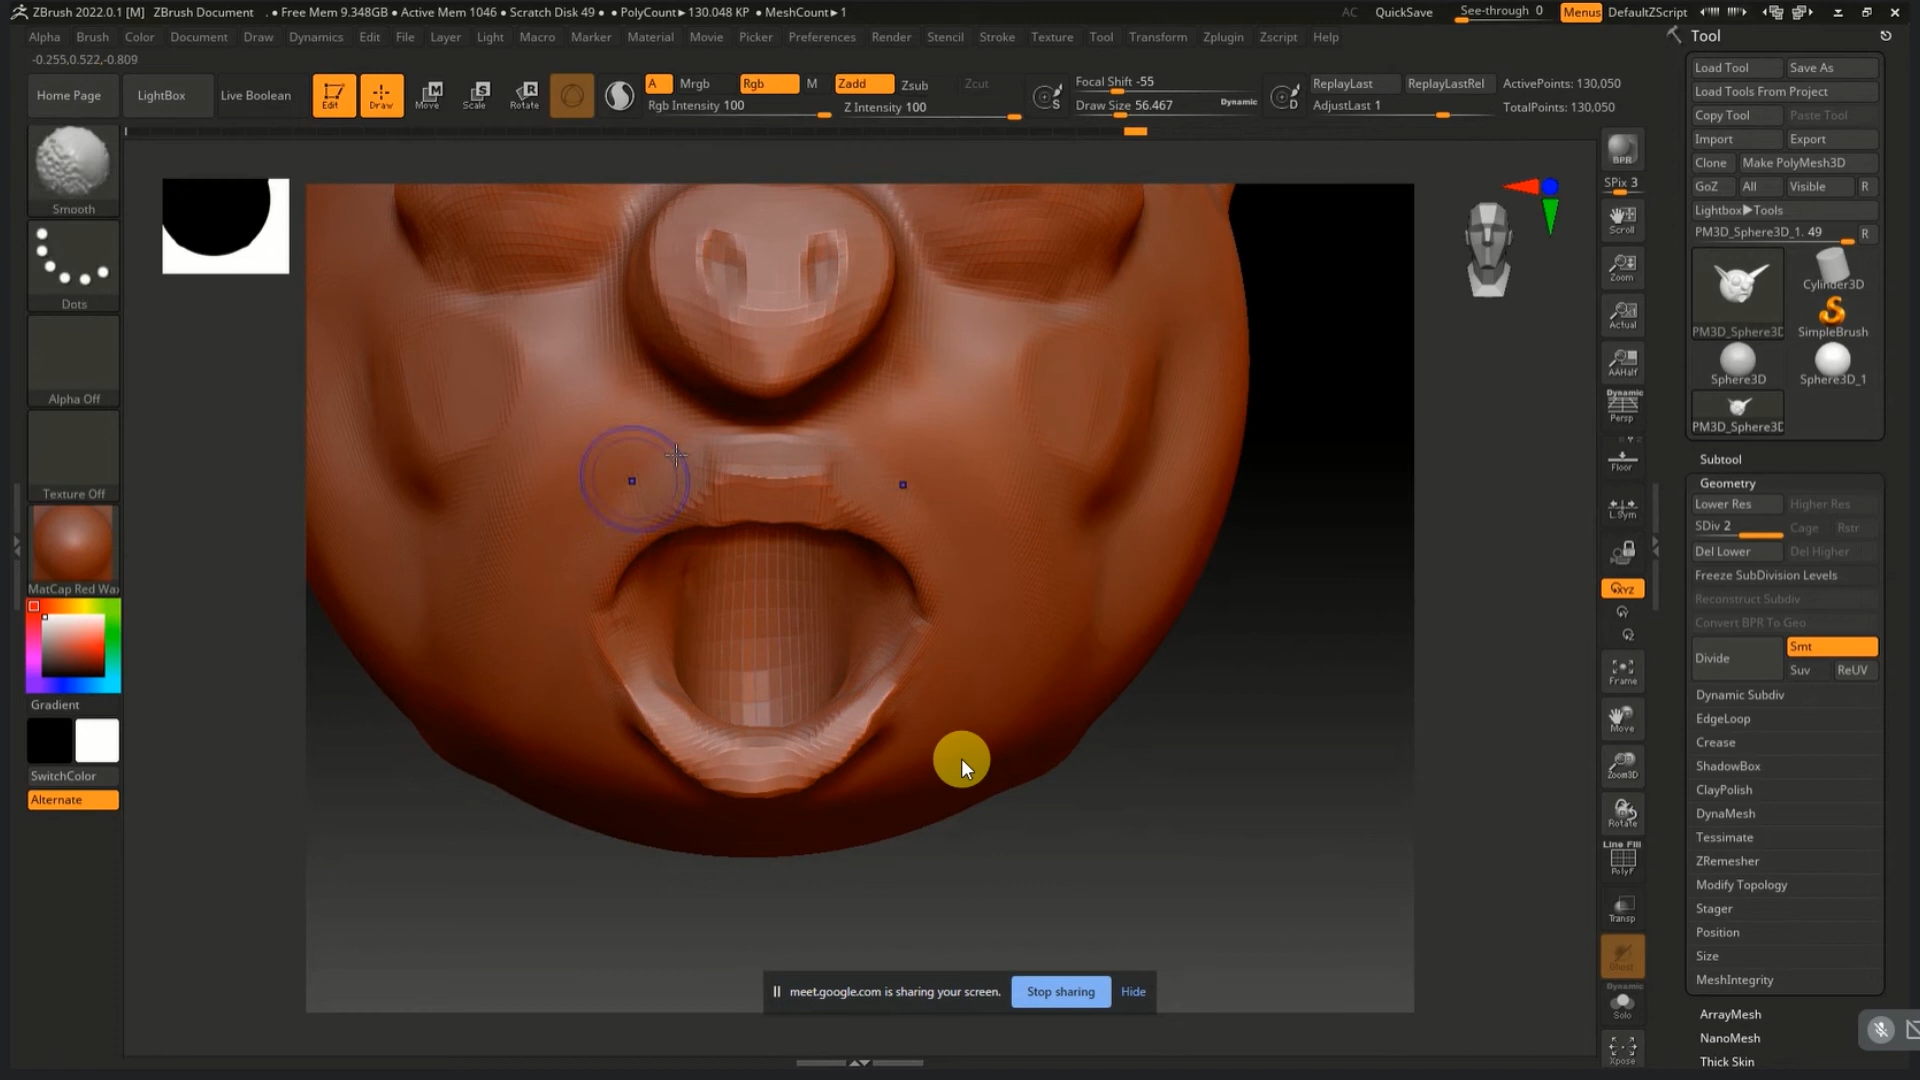 ZBrush 2022.0.1 [M] ZBrush Document . • Free Mem 9.348GB • Active Mem 1046 • Scratch Disk 49 • • PolyCount► 130.048 KP • MeshCount► 1 AC QuickSave See-through 0 Menus DefaultZScript
Alpha Brush Color Document Draw Dynamics Edit File Layer Light Macro Marker Material Movie Picker Preferences Render Stencil Stroke Texture Tool Transform Zplugin Zscript Help
-0.255,0.522,-0.809
Home Page LightBox Live Boolean Edit Draw Move Scale Rotate
A Mrgb Rgb M Zadd Zsub Zcut
Rgb Intensity 100 Z Intensity 100
Focal Shift -55
Draw Size 56.467 Dynamic
ReplayLast ReplayLastRel ActivePoints: 130,050
AdjustLast 1 TotalPoints: 130,050
Smooth
Dots
Alpha Off
Texture Off
MatCap Red Wax
Gradient
SwitchColor
Alternate
BPR
SPix 3
Scroll
Zoom
Actual
AAHalf
Dynamic
Persp
Floor
L.Sym
XYZ
Frame
Move
Zoom3D
Rotate
Line Fill
PolyF
Transp
Ghost
Dynamic
Solo
Xpose
Tool
Load Tool Save As
Load Tools From Project
Copy Tool Paste Tool
Import Export
Clone Make PolyMesh3D
GoZ All Visible R
Lightbox►Tools
PM3D_Sphere3D_1. 49 R
Cylinder3D
PM3D_Sphere3D SimpleBrush
Sphere3D Sphere3D_1
PM3D_Sphere3D
Subtool
Geometry
Lower Res Higher Res
SDiv 2 Cage Rstr
Del Lower Del Higher
Freeze SubDivision Levels
Reconstruct Subdiv
Convert BPR To Geo
Divide Smt
Suv ReUV
Dynamic Subdiv
EdgeLoop
Crease
ShadowBox
ClayPolish
DynaMesh
Tessimate
ZRemesher
Modify Topology
Stager
Position
Size
MeshIntegrity
ArrayMesh
NanoMesh
Thick Skin
meet.google.com is sharing your screen. Stop sharing Hide